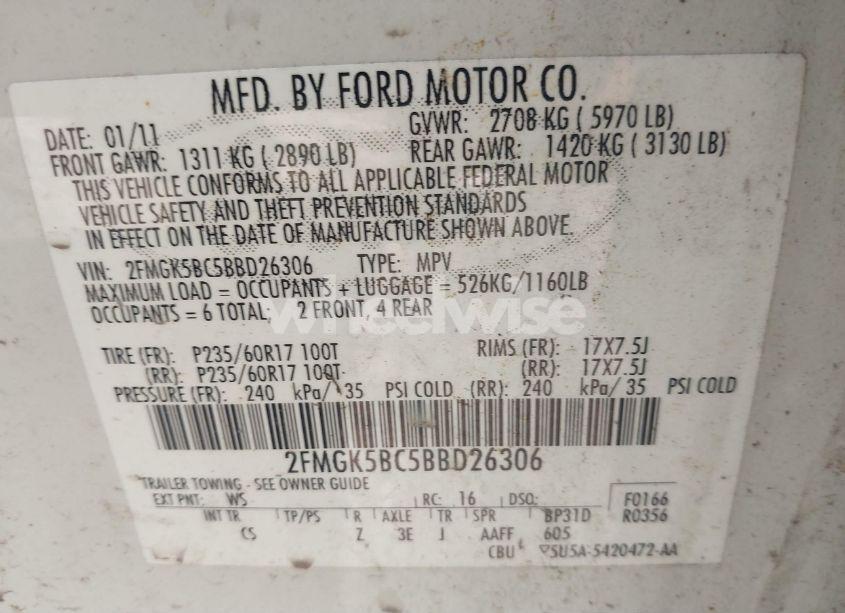 MFD. BY FORD MOTOR CO.
DATE: 01/11 GVWR: 2708 KG ( 5970 LB)
FRONT GAWR: 1311 KG ( 2890 LB) REAR GAWR: 1420 KG ( 3130 LB)
THIS VEHICLE CONFORMS TO ALL APPLICABLE FEDERAL MOTOR
VEHICLE SAFETY AND THEFT PREVENTION STANDARDS
IN EFFECT ON THE DATE OF MANUFACTURE SHOWN ABOVE.
VIN: 2FMGK5BC5BBD26306 TYPE: MPV
MAXIMUM LOAD = OCCUPANTS + LUGGAGE = 526KG/1160LB
OCCUPANTS = 6 TOTAL, 2 FRONT, 4 REAR
wheelwise
TIRE (FR): P235/60R17 100T RIMS (FR): 17X7.5J
(RR): P235/60R17 100T (RR): 17X7.5J
PRESSURE (FR): 240 kPa/ 35 PSI COLD (RR): 240 kPa/ 35 PSI COLD
2FMGK5BC5BBD26306
TRAILER TOWING - SEE OWNER GUIDE
EXT PNT: WS RC: 16 DSO: F0166
INT TR TP/PS R AXLE TR SPR BP31D R0356
CS Z 3E J AAFF 605
CBU 5U5A-5420472-AA